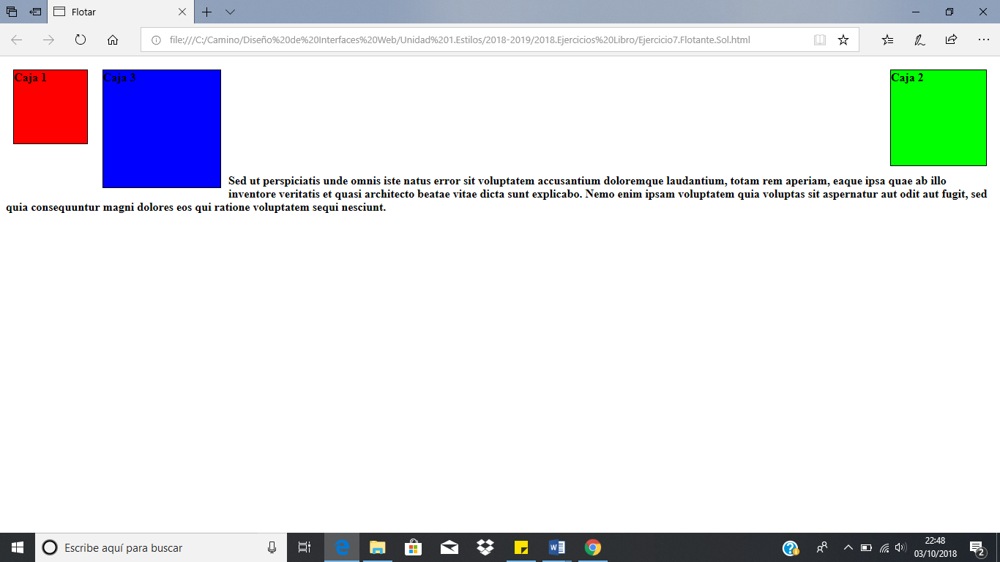 Flotar
file:///C:/Camino/Diseño%20de%20Interfaces%20Web/Unidad%201.Estilos/2018-2019/2018.Ejercicios%20Libro/Ejercicio7.Flotante.Sol.html
Caja 1
Caja 3
Caja 2
Sed ut perspiciatis unde omnis iste natus error sit voluptatem accusantium doloremque laudantium, totam rem aperiam, eaque ipsa quae ab illo
inventore veritatis et quasi architecto beatae vitae dicta sunt explicabo. Nemo enim ipsam voluptatem quia voluptas sit aspernatur aut odit aut fugit, sed
quia consequuntur magni dolores eos qui ratione voluptatem sequi nesciunt.
Escribe aquí para buscar
22:48
03/10/2018
2